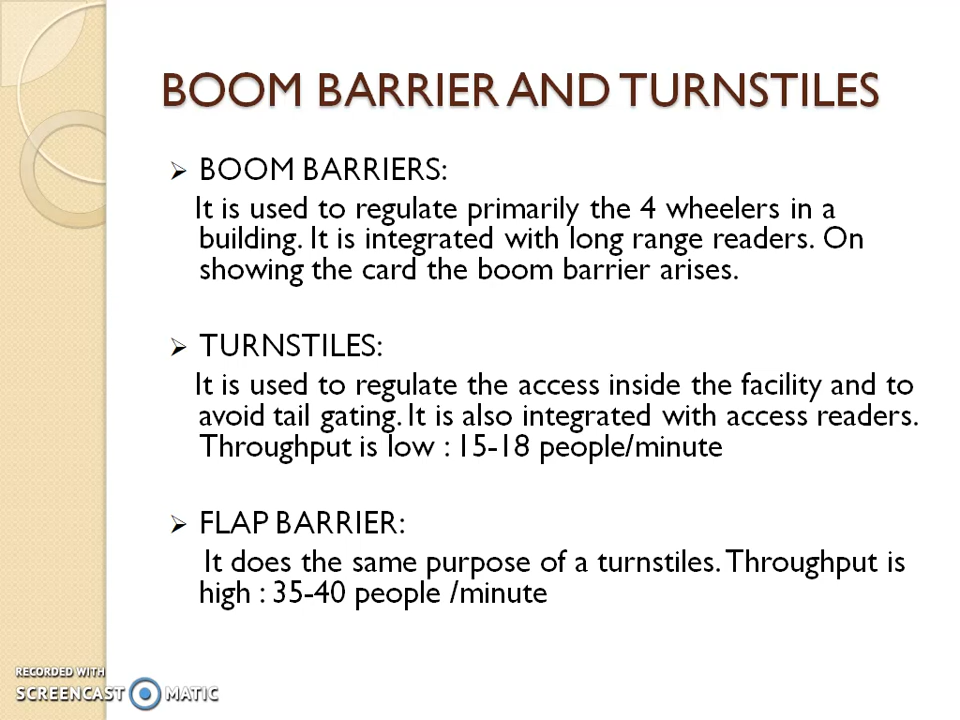 BOOM BARRIER AND TURNSTILES
➢ BOOM BARRIERS:
It is used to regulate primarily the 4 wheelers in a
building. It is integrated with long range readers. On
showing the card the boom barrier arises.
➢ TURNSTILES:
It is used to regulate the access inside the facility and to
avoid tail gating. It is also integrated with access readers.
Throughput is low : 15-18 people/minute
➢ FLAP BARRIER:
It does the same purpose of a turnstiles. Throughput is
high : 35-40 people /minute
RECORDED WITH
SCREENCAST MATIC